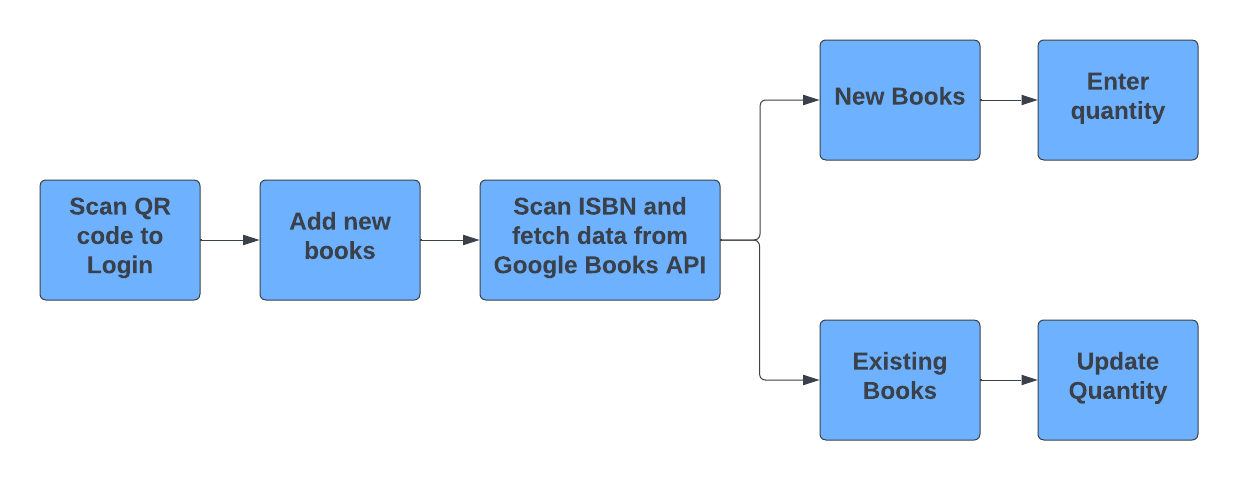 Scan QR
code to
Login
Add new
books
Scan ISBN and
fetch data from
Google Books API
New Books
Enter
quantity
Existing
Books
Update
Quantity